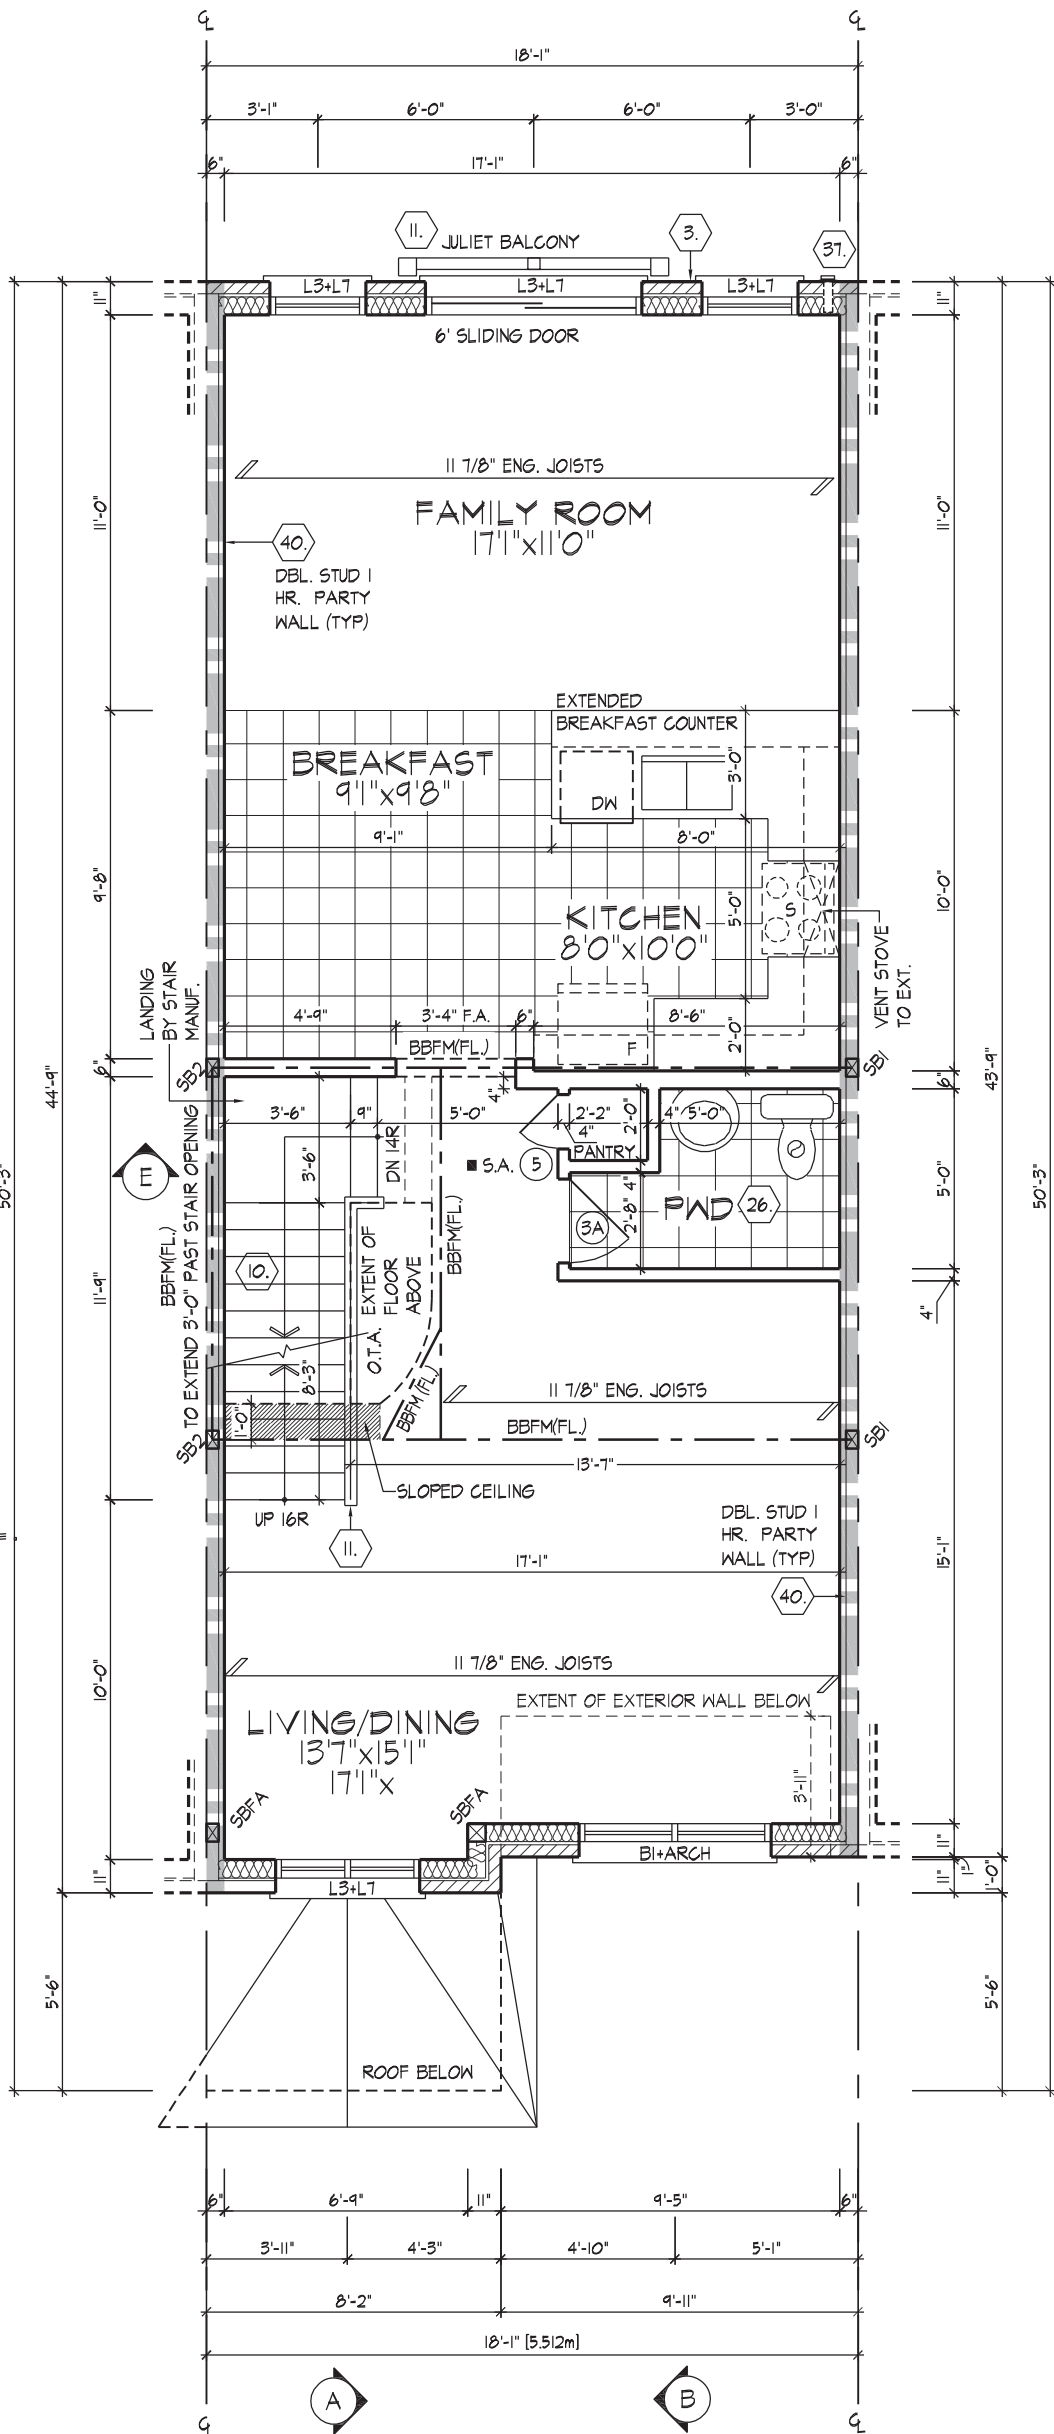 ℄ ℄
18'-1"
3'-1" 6'-0" 6'-0" 3'-0"
6" 17'-1" 6"
11. JULIET BALCONY 3. 37.
L3+L7 L3+L7 L3+L7
11" 11"
6' SLIDING DOOR
11 7/8" ENG. JOISTS
FAMILY ROOM
17'1"x11'0"
11'-0" 11'-0"
40.
DBL. STUD 1
HR. PARTY
WALL (TYP)
EXTENDED
BREAKFAST COUNTER
BREAKFAST
9'1"x9'8"
3'-0"
DW
9'-1" 8'-0"
9'-8" 10'-0"
KITCHEN
8'0"x10'0"
5'-0"
S
VENT STOVE
TO EXT.
LANDING
BY STAIR
MANUF.
4'-9" 3'-4" F.A. 6" 8'-6"
2'-0"
BBFM(FL.)
F
SB2 SB1
6" 6"
44'-9" 43'-9"
50'-3" 50'-3"
4"
3'-6" 9" 5'-0" 2'-2" 4" 5'-0"
2'-0"
4"
PANTRY
DN 14R
3'-6"
S.A. 5
E
PWD 26.
2'-8" 4"
3A
5'-0"
4"
BBFM(FL.)
TO EXTEND 3'-0" PAST STAIR OPENING
11'-9"
10.
EXTENT OF
FLOOR
ABOVE
O.T.A.
BBFM(FL.)
8'-3"
1'-0"
BBFM(FL.)
11 7/8" ENG. JOISTS
BBFM(FL.)
SB2 SB1
13'-7"
SLOPED CEILING
UP 16R
11.
DBL. STUD 1
HR. PARTY
WALL (TYP)
17'-1"
40.
15'-1"
10'-0"
11 7/8" ENG. JOISTS
EXTENT OF EXTERIOR WALL BELOW
LIVING/DINING
13'7"x15'1"
17'1"x
3'-11"
SBFA SBFA
B1+ARCH
L3+L7
11" 11"
11" 1" 1'-0"
5'-6" 5'-6"
ROOF BELOW
6" 6'-9" 11" 9'-5" 6"
3'-11" 4'-3" 4'-10" 5'-1"
8'-2" 9'-11"
18'-1" [5.512m]
A B
℄ ℄